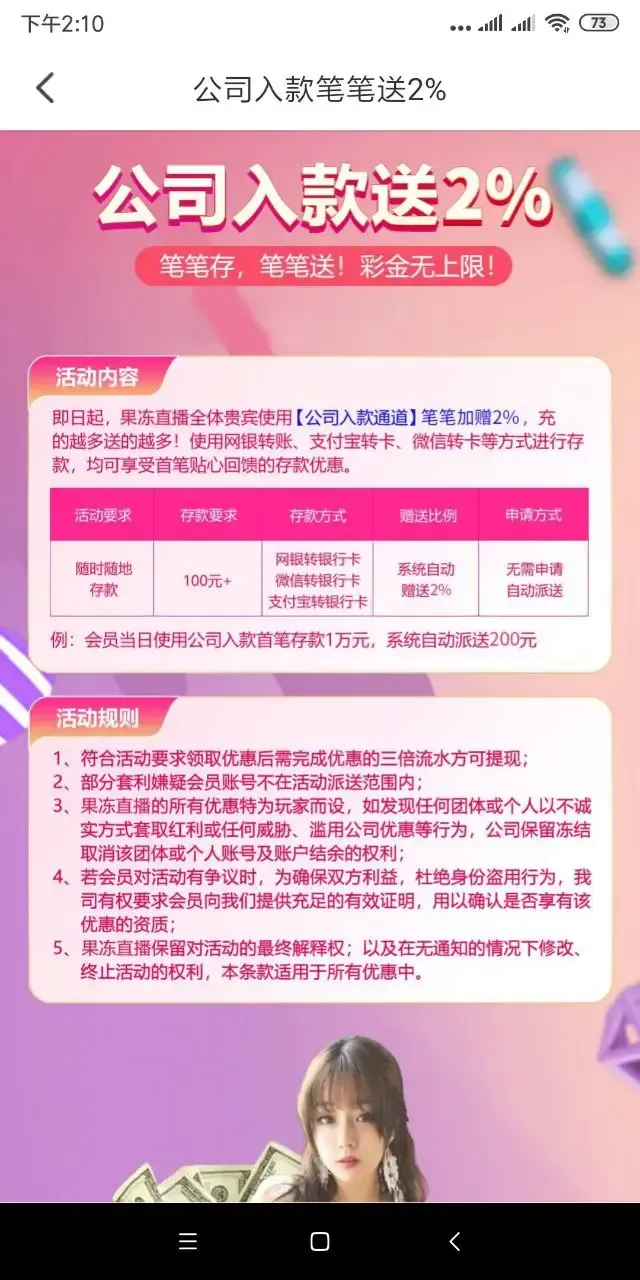 下午2:10
73
公司入款笔笔送2%
公司入款送2%
笔笔存，笔笔送！彩金无上限！
活动内容
即日起，果冻直播全体贵宾使用【公司入款通道】笔笔加赠2%，充
的越多送的越多！使用网银转账、支付宝转卡、微信转卡等方式进行存
款，均可享受首笔贴心回馈的存款优惠。
活动要求 存款要求 存款方式 赠送比例 申请方式
随时随地
存款
100元+
网银转银行卡
微信转银行卡
支付宝转银行卡
系统自动
赠送2%
无需申请
自动派送
例：会员当日使用公司入款首笔存款1万元，系统自动派送200元
活动规则
1、符合活动要求领取优惠后需完成优惠的三倍流水方可提现；
2、部分套利嫌疑会员账号不在活动派送范围内；
3、果冻直播的所有优惠特为玩家而设，如发现任何团体或个人以不诚
实方式套取红利或任何威胁、滥用公司优惠等行为，公司保留冻结
取消该团体或个人账号及账户结余的权利；
4、若会员对活动有争议时，为确保双方利益，杜绝身份盗用行为，我
司有权要求会员向我们提供充足的有效证明，用以确认是否享有该
优惠的资质；
5、果冻直播保留对活动的最终解释权；以及在无通知的情况下修改、
终止活动的权利，本条款适用于所有优惠中。